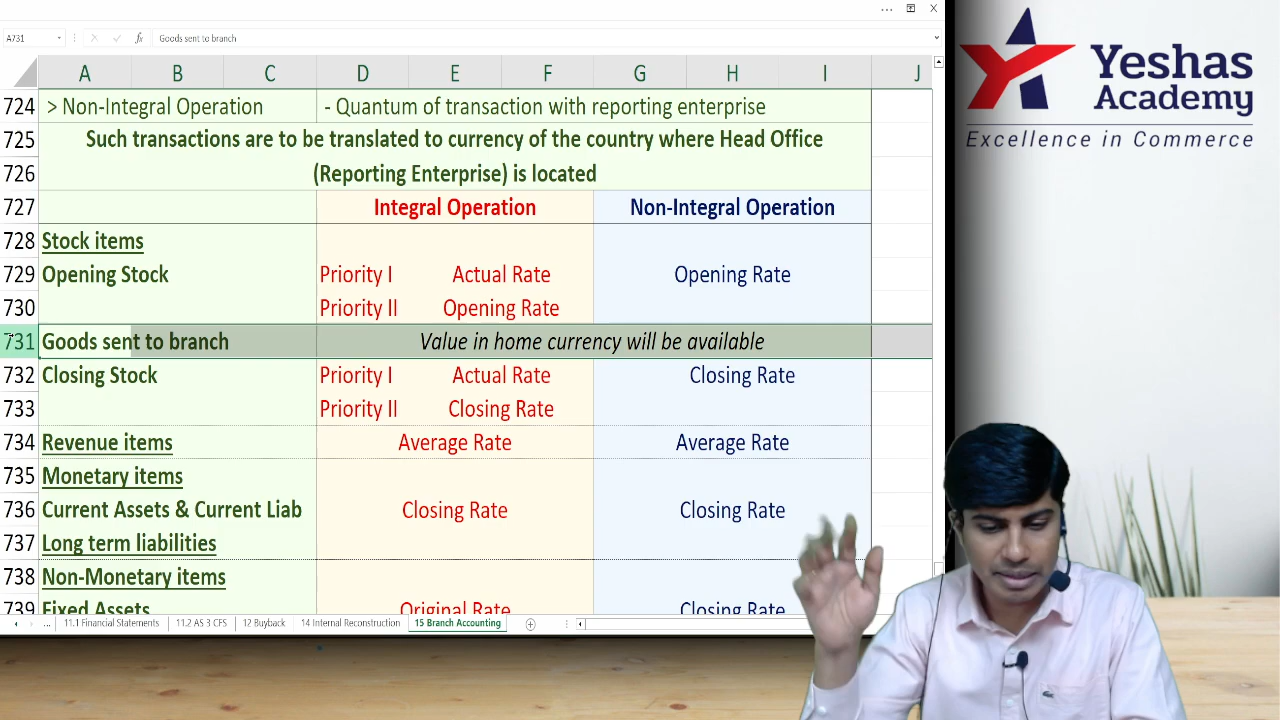 A731
fx
Goods sent to branch
A B C D E F G H I J
724 > Non-Integral Operation - Quantum of transaction with reporting enterprise
725 Such transactions are to be translated to currency of the country where Head Office
726 (Reporting Enterprise) is located
727 Integral Operation Non-Integral Operation
728 Stock items
729 Opening Stock Priority I Actual Rate Opening Rate
730 Priority II Opening Rate
731 Goods sent to branch Value in home currency will be available
732 Closing Stock Priority I Actual Rate Closing Rate
733 Priority II Closing Rate
734 Revenue items Average Rate Average Rate
735 Monetary items
736 Current Assets & Current Liab Closing Rate Closing Rate
737 Long term liabilities
738 Non-Monetary items
739 Fixed Assets Original Rate Closing Rate
... 11.1 Financial Statements 11.2 AS 3 CFS 12 Buyback 14 Internal Reconstruction 15 Branch Accounting
Yeshas
Academy
Excellence in Commerce